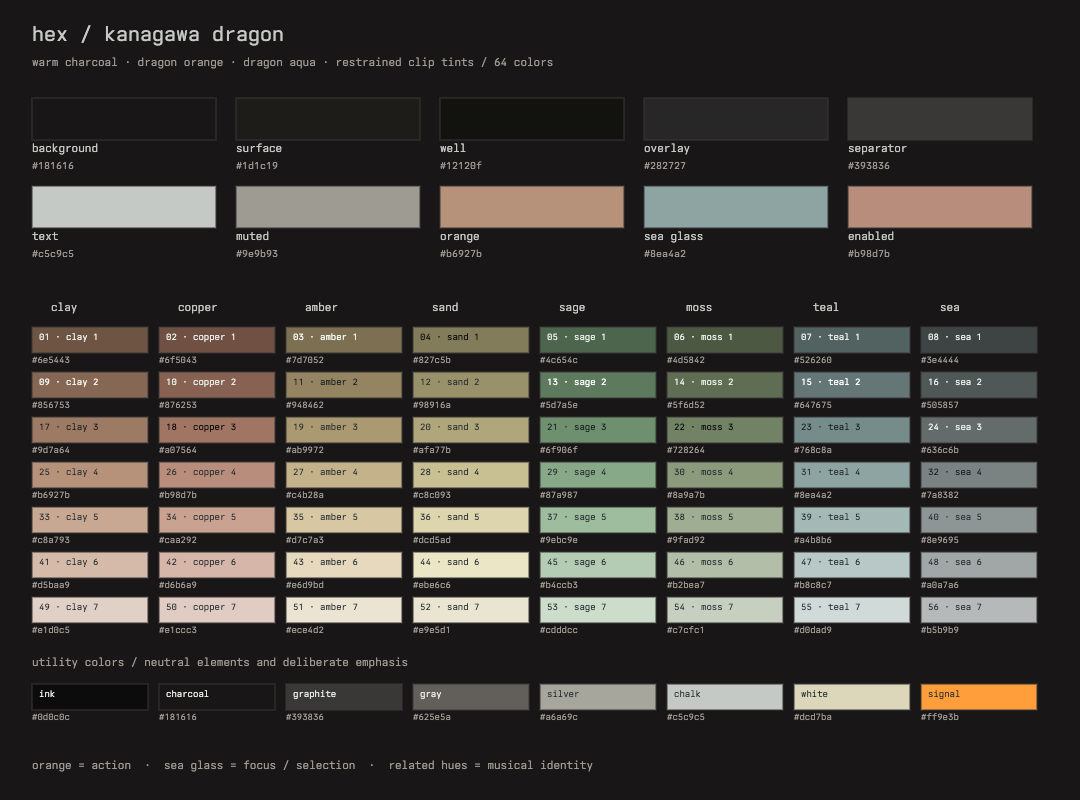 hex / kanagawa dragon
warm charcoal · dragon orange · dragon aqua · restrained clip tints / 64 colors
background surface well overlay separator
#181616 #1d1c19 #12120f #282727 #393836
text muted orange sea glass enabled
#c5c9c5 #9e9b93 #b6927b #8ea4a2 #b98d7b
clay copper amber sand sage moss teal sea
01 · clay 1 02 · copper 1 03 · amber 1 04 · sand 1 05 · sage 1 06 · moss 1 07 · teal 1 08 · sea 1
#6e5443 #6f5043 #7d7052 #827c5b #4c654c #4d5842 #526260 #3e4444
09 · clay 2 10 · copper 2 11 · amber 2 12 · sand 2 13 · sage 2 14 · moss 2 15 · teal 2 16 · sea 2
#856753 #876253 #948462 #98916a #5d7a5e #5f6d52 #647675 #505857
17 · clay 3 18 · copper 3 19 · amber 3 20 · sand 3 21 · sage 3 22 · moss 3 23 · teal 3 24 · sea 3
#9d7a64 #a07564 #ab9972 #afa77b #6f906f #728264 #768c8a #636c6b
25 · clay 4 26 · copper 4 27 · amber 4 28 · sand 4 29 · sage 4 30 · moss 4 31 · teal 4 32 · sea 4
#b6927b #b98d7b #c4b28a #c8c093 #87a987 #8a9a7b #8ea4a2 #7a8382
33 · clay 5 34 · copper 5 35 · amber 5 36 · sand 5 37 · sage 5 38 · moss 5 39 · teal 5 40 · sea 5
#c8a793 #caa292 #d7c7a3 #dcd5ad #9ebc9e #9fad92 #a4b8b6 #8e9695
41 · clay 6 42 · copper 6 43 · amber 6 44 · sand 6 45 · sage 6 46 · moss 6 47 · teal 6 48 · sea 6
#d5baa9 #d6b6a9 #e6d9bd #ebe6c6 #b4ccb3 #b2bea7 #b8c8c7 #a0a7a6
49 · clay 7 50 · copper 7 51 · amber 7 52 · sand 7 53 · sage 7 54 · moss 7 55 · teal 7 56 · sea 7
#e1d0c5 #e1ccc3 #ece4d2 #e9e5d1 #cdddcc #c7cfc1 #d0dad9 #b5b9b9
utility colors / neutral elements and deliberate emphasis
ink charcoal graphite gray silver chalk white signal
#0d0c0c #181616 #393836 #625e5a #a6a69c #c5c9c5 #dcd7ba #ff9e3b
orange = action · sea glass = focus / selection · related hues = musical identity